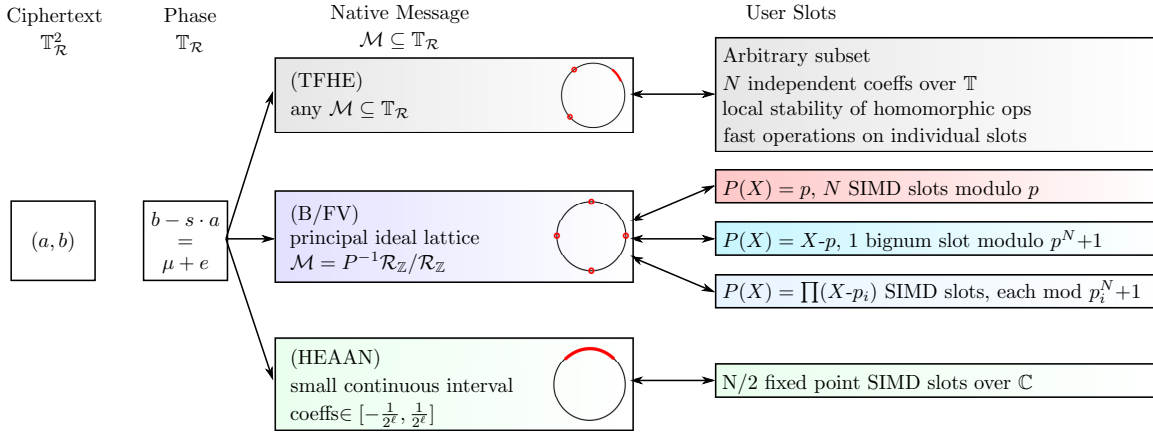 Ciphertext
𝕋²_ℛ
Phase
𝕋_ℛ
Native Message
ℳ ⊆ 𝕋_ℛ
User Slots
(a, b)
b − s · a
=
μ + e
(TFHE)
any ℳ ⊆ 𝕋_ℛ
Arbitrary subset
N independent coeffs over 𝕋
local stability of homomorphic ops
fast operations on individual slots
(B/FV)
principal ideal lattice
ℳ = P⁻¹ℛ_ℤ/ℛ_ℤ
P(X) = p, N SIMD slots modulo p
P(X) = X-p, 1 bignum slot modulo p^N+1
P(X) = ∏(X-p_i) SIMD slots, each mod p_i^N+1
(HEAAN)
small continuous interval
coeffs∈ [−1/2^ℓ, 1/2^ℓ]
N/2 fixed point SIMD slots over ℂ